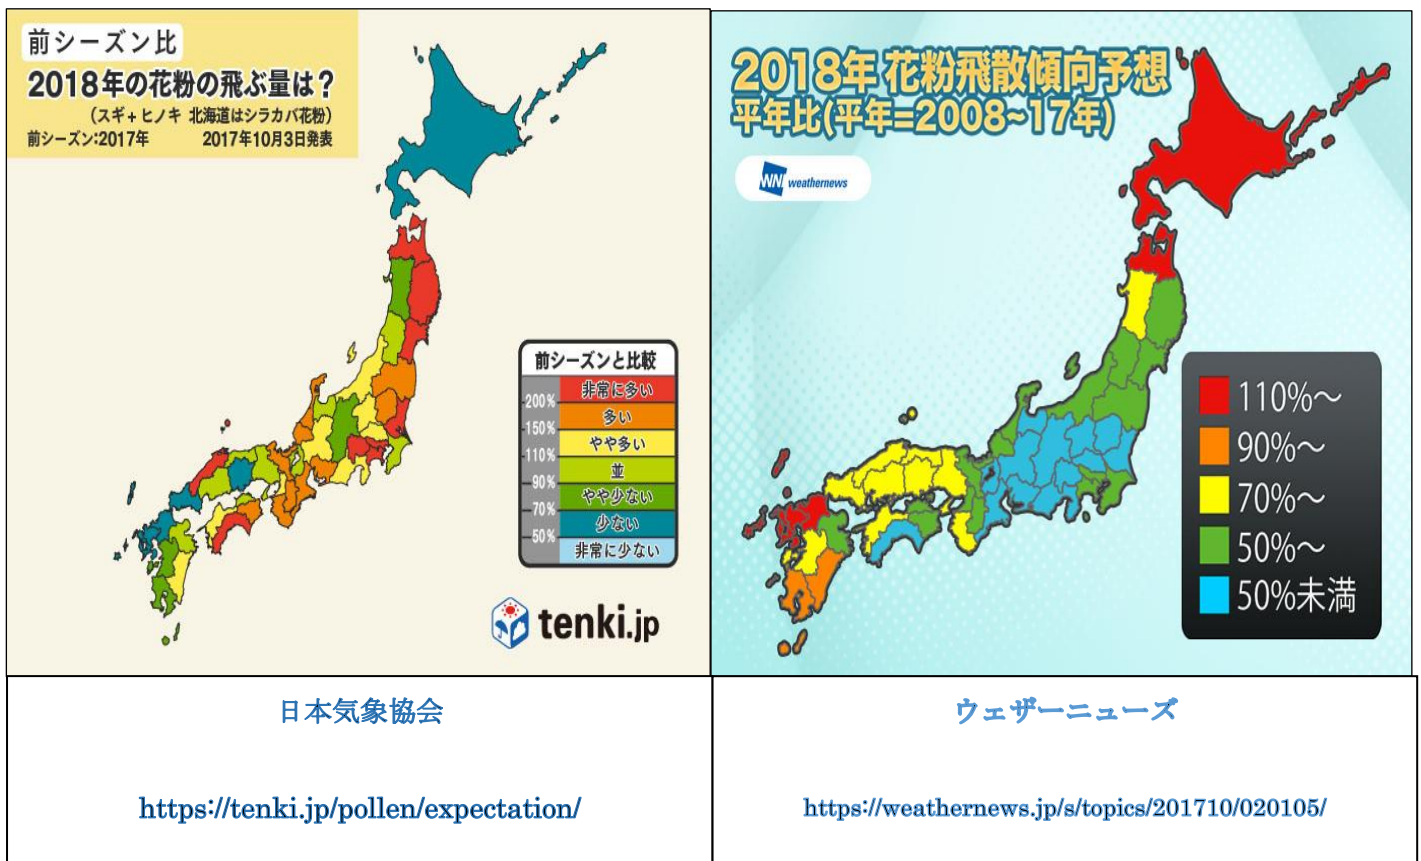 前シーズン比
2018年の花粉の飛ぶ量は？
（スギ＋ヒノキ 北海道はシラカバ花粉）
前シーズン:2017年 2017年10月3日発表
前シーズンと比較
非常に多い
200%
多い
150%
やや多い
110%
並
90%
やや少ない
70%
少ない
50%
非常に少ない
tenki.jp
2018年 花粉飛散傾向予想
平年比(平年=2008~17年)
WNI weathernews
110%～
90%～
70%～
50%～
50%未満
日本気象協会
https://tenki.jp/pollen/expectation/
ウェザーニューズ
https://weathernews.jp/s/topics/201710/020105/